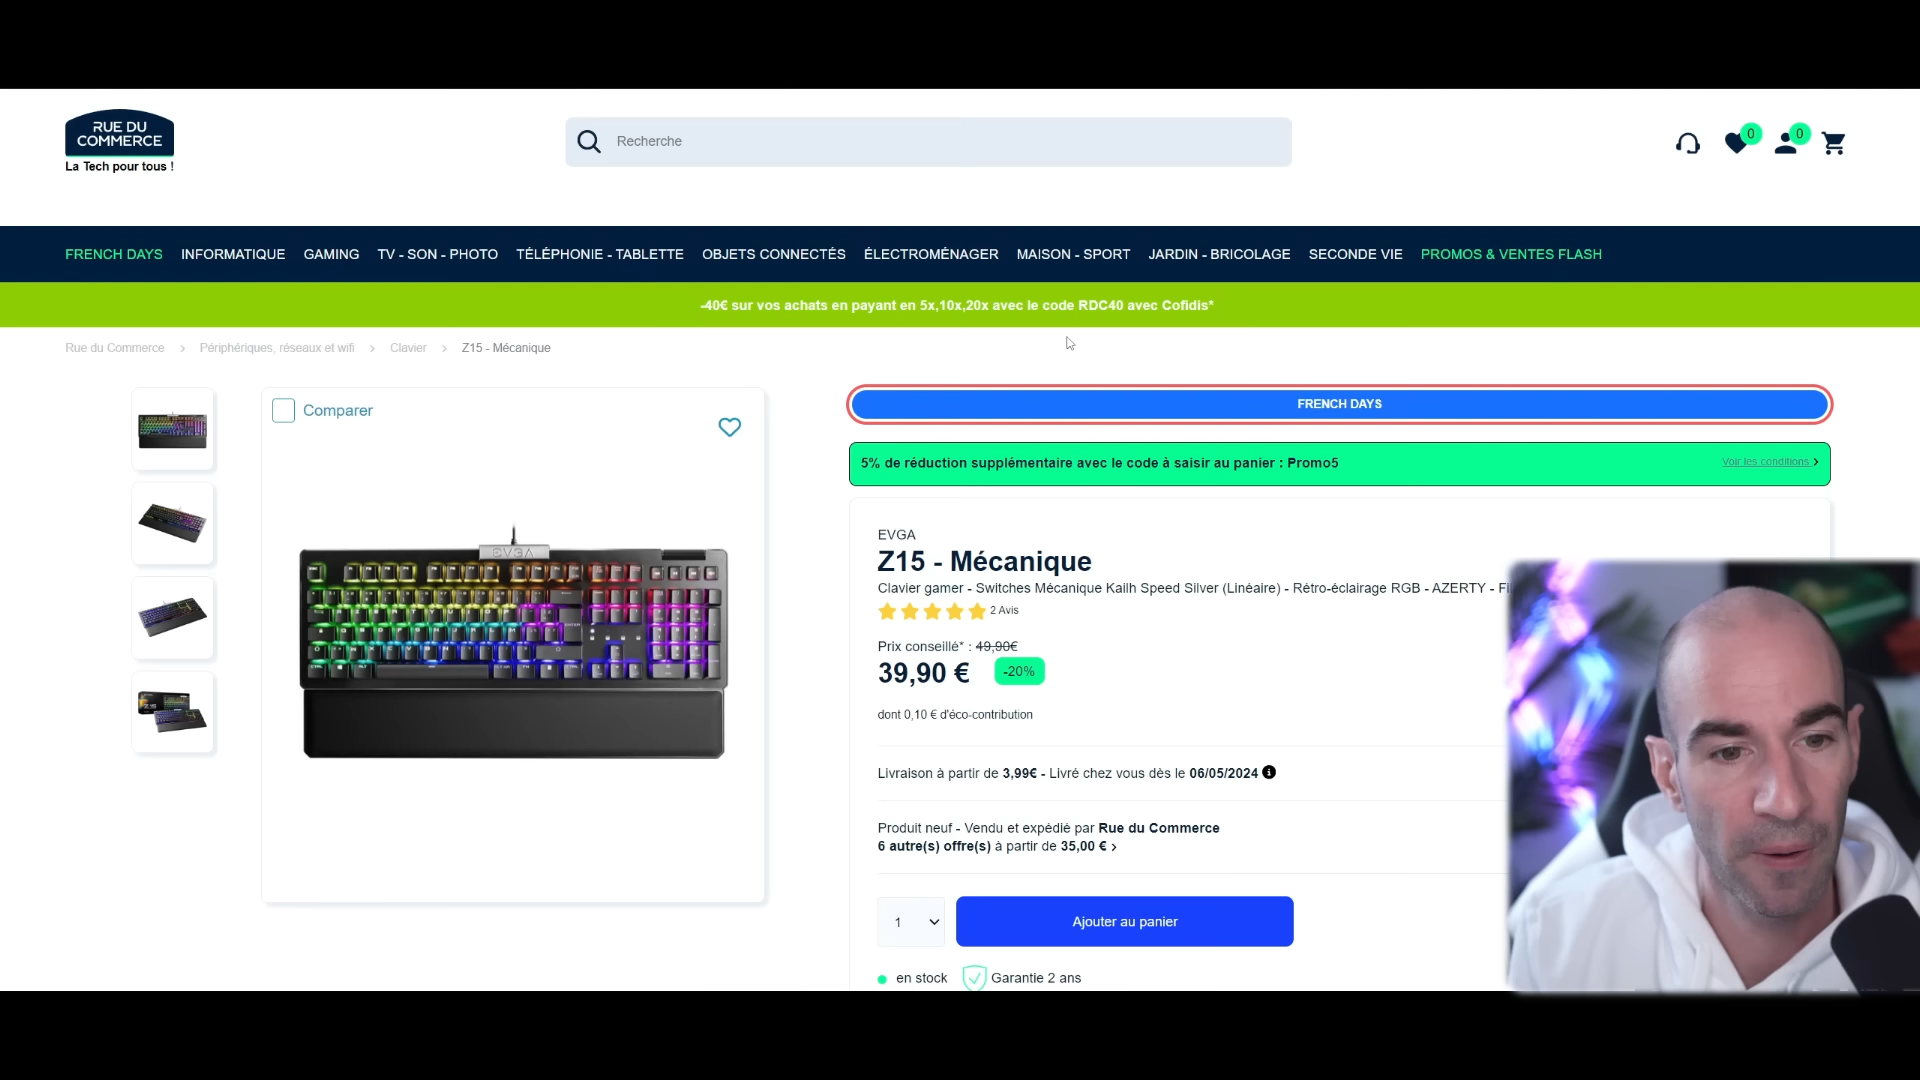 RUE DU
COMMERCE
La Tech pour tous !
Recherche
0
0
FRENCH DAYS INFORMATIQUE GAMING TV - SON - PHOTO TÉLÉPHONIE - TABLETTE OBJETS CONNECTÉS ÉLECTROMÉNAGER MAISON - SPORT JARDIN - BRICOLAGE SECONDE VIE PROMOS & VENTES FLASH
-40€ sur vos achats en payant en 5x,10x,20x avec le code RDC40 avec Cofidis*
Rue du Commerce > Périphériques, réseaux et wifi > Clavier > Z15 - Mécanique
Comparer
EVGA
FRENCH DAYS
5% de réduction supplémentaire avec le code à saisir au panier : Promo5
Voir les conditions >
EVGA
Z15 - Mécanique
Clavier gamer - Switches Mécanique Kailh Speed Silver (Linéaire) - Rétro-éclairage RGB - AZERTY -
2 Avis
Prix conseillé* : 49,90€
39,90 € -20%
dont 0,10 € d'éco-contribution
Livraison à partir de 3,99€ - Livré chez vous dès le 06/05/2024
Produit neuf - Vendu et expédié par Rue du Commerce
6 autre(s) offre(s) à partir de 35,00 € >
1
Ajouter au panier
en stock
Garantie 2 ans